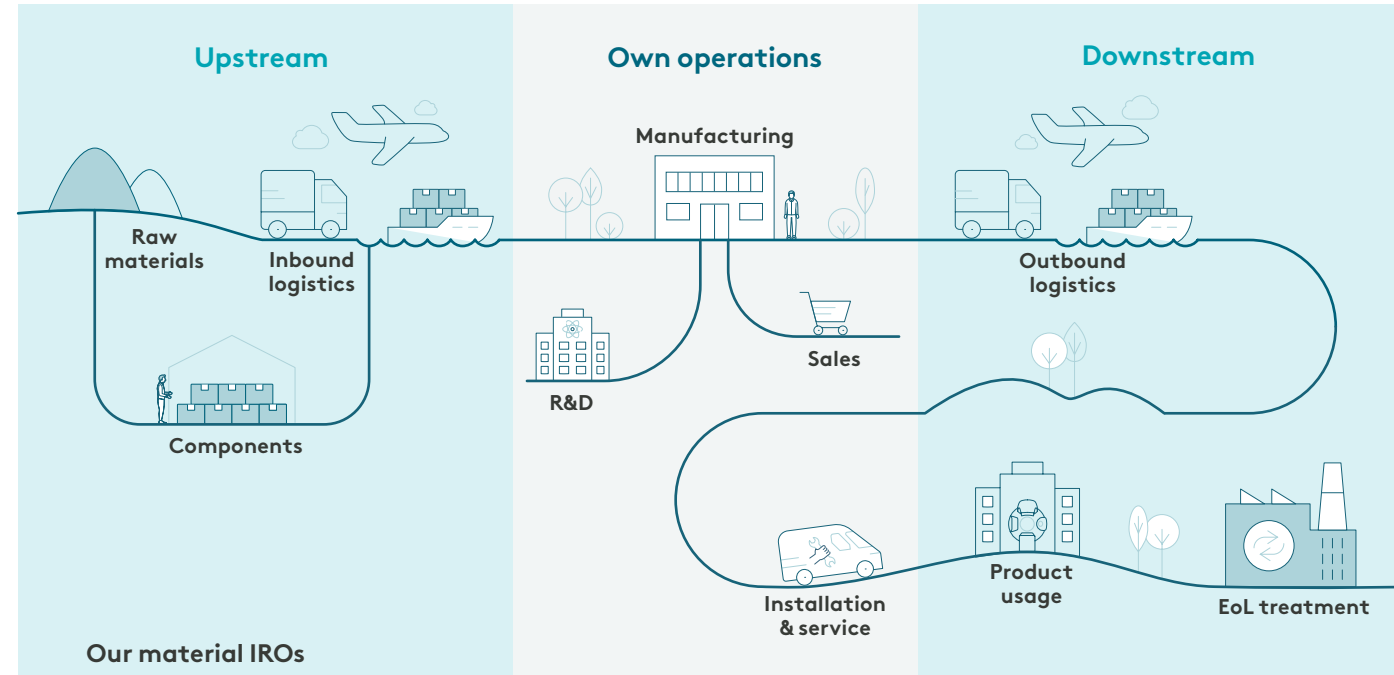 Upstream
Own operations
Downstream
Manufacturing
Raw
materials
Inbound
logistics
Outbound
logistics
Sales
R&D
Components
Product
usage
Installation
& service
EoL treatment
Our material IROs